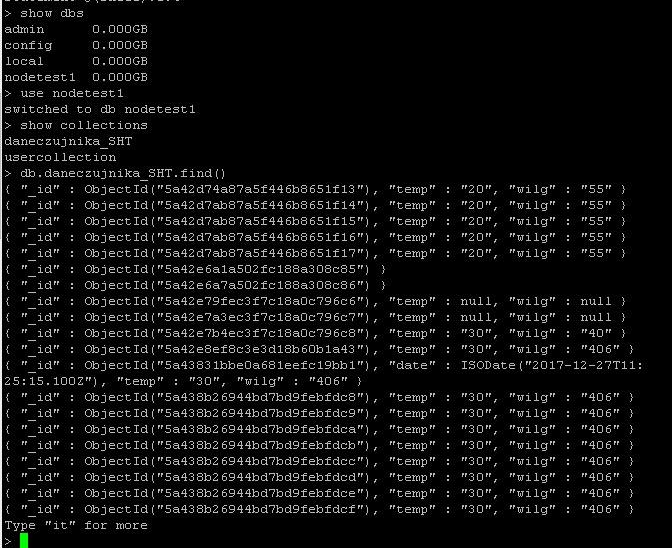 > show dbs
admin      0.000GB
config     0.000GB
local      0.000GB
nodetest1  0.000GB
> use nodetest1
switched to db nodetest1
> show collections
daneczujnika_SHT
usercollection
> db.daneczujnika_SHT.find()
{ "_id" : ObjectId("5a42d74a87a5f446b8651f13"), "temp" : "20", "wilg" : "55" }
{ "_id" : ObjectId("5a42d7ab87a5f446b8651f14"), "temp" : "20", "wilg" : "55" }
{ "_id" : ObjectId("5a42d7ab87a5f446b8651f15"), "temp" : "20", "wilg" : "55" }
{ "_id" : ObjectId("5a42d7ab87a5f446b8651f16"), "temp" : "20", "wilg" : "55" }
{ "_id" : ObjectId("5a42d7ab87a5f446b8651f17"), "temp" : "20", "wilg" : "55" }
{ "_id" : ObjectId("5a42e6a1a502fc188a308c85") }
{ "_id" : ObjectId("5a42e6a7a502fc188a308c86") }
{ "_id" : ObjectId("5a42e79fec3f7c18a0c796c6"), "temp" : null, "wilg" : null }
{ "_id" : ObjectId("5a42e7a3ec3f7c18a0c796c7"), "temp" : null, "wilg" : null }
{ "_id" : ObjectId("5a42e7b4ec3f7c18a0c796c8"), "temp" : "30", "wilg" : "40" }
{ "_id" : ObjectId("5a42e8ef8c3e3d18b60b1a43"), "temp" : "30", "wilg" : "406" }
{ "_id" : ObjectId("5a43831bbe0a681eefc19bb1"), "date" : ISODate("2017-12-27T11:
25:15.100Z"), "temp" : "30", "wilg" : "406" }
{ "_id" : ObjectId("5a438b26944bd7bd9febfdc8"), "temp" : "30", "wilg" : "406" }
{ "_id" : ObjectId("5a438b26944bd7bd9febfdc9"), "temp" : "30", "wilg" : "406" }
{ "_id" : ObjectId("5a438b26944bd7bd9febfdca"), "temp" : "30", "wilg" : "406" }
{ "_id" : ObjectId("5a438b26944bd7bd9febfdcb"), "temp" : "30", "wilg" : "406" }
{ "_id" : ObjectId("5a438b26944bd7bd9febfdcc"), "temp" : "30", "wilg" : "406" }
{ "_id" : ObjectId("5a438b26944bd7bd9febfdcd"), "temp" : "30", "wilg" : "406" }
{ "_id" : ObjectId("5a438b26944bd7bd9febfdce"), "temp" : "30", "wilg" : "406" }
{ "_id" : ObjectId("5a438b26944bd7bd9febfdcf"), "temp" : "30", "wilg" : "406" }
Type "it" for more
>